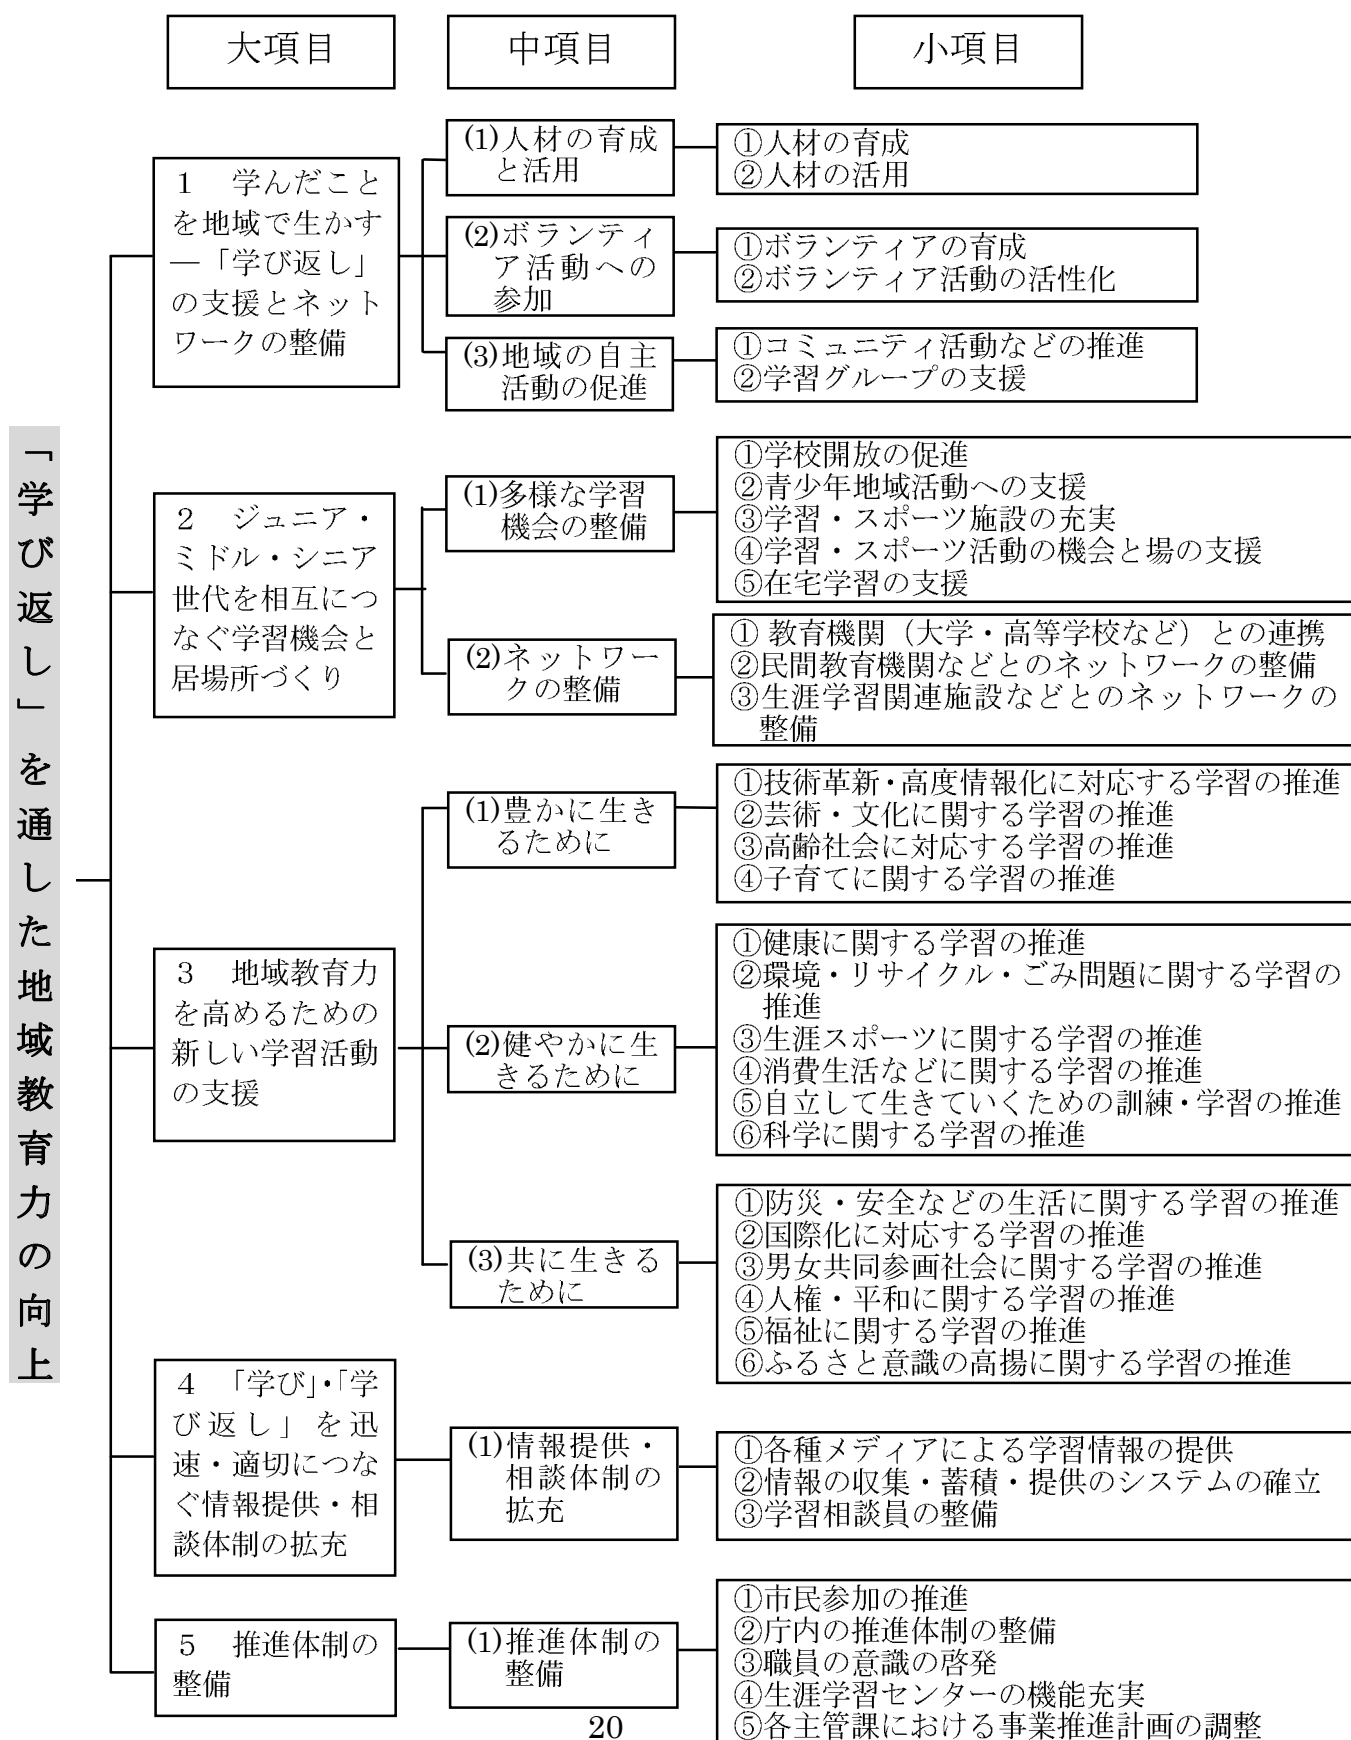 大項目
中項目
小項目
「学び返し」を通した地域教育力の向上
1　学んだこと
を地域で生かす
―「学び返し」
の支援とネット
ワークの整備
(1)人材の育成
と活用
①人材の育成
②人材の活用
(2)ボランティ
ア活動への
参加
①ボランティアの育成
②ボランティア活動の活性化
(3)地域の自主
活動の促進
①コミュニティ活動などの推進
②学習グループの支援
2　ジュニア・
ミドル・シニア
世代を相互につ
なぐ学習機会と
居場所づくり
(1)多様な学習
機会の整備
①学校開放の促進
②青少年地域活動への支援
③学習・スポーツ施設の充実
④学習・スポーツ活動の機会と場の支援
⑤在宅学習の支援
(2)ネットワー
クの整備
① 教育機関（大学・高等学校など）との連携
②民間教育機関などとのネットワークの整備
③生涯学習関連施設などとのネットワークの
整備
3　地域教育力
を高めるための
新しい学習活動
の支援
(1)豊かに生き
るために
①技術革新・高度情報化に対応する学習の推進
②芸術・文化に関する学習の推進
③高齢社会に対応する学習の推進
④子育てに関する学習の推進
(2)健やかに生
きるために
①健康に関する学習の推進
②環境・リサイクル・ごみ問題に関する学習の
推進
③生涯スポーツに関する学習の推進
④消費生活などに関する学習の推進
⑤自立して生きていくための訓練・学習の推進
⑥科学に関する学習の推進
(3)共に生きる
ために
①防災・安全などの生活に関する学習の推進
②国際化に対応する学習の推進
③男女共同参画社会に関する学習の推進
④人権・平和に関する学習の推進
⑤福祉に関する学習の推進
⑥ふるさと意識の高揚に関する学習の推進
4　「学び」・「学
び返し」を迅
速・適切につな
ぐ情報提供・相
談体制の拡充
(1)情報提供・
相談体制の
拡充
①各種メディアによる学習情報の提供
②情報の収集・蓄積・提供のシステムの確立
③学習相談員の整備
5　推進体制の
整備
(1)推進体制の
整備
①市民参加の推進
②庁内の推進体制の整備
③職員の意識の啓発
④生涯学習センターの機能充実
⑤各主管課における事業推進計画の調整
20